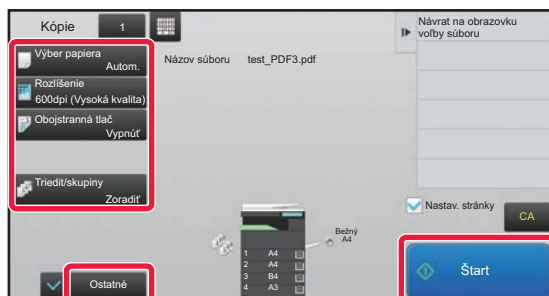 Kópie
1
Výber papiera
Autom.
Rozlíšenie
600dpi (Vysoká kvalita)
Obojstranná tlač
Vypnúť
Triediť/skupiny
Zoradiť
Ostatné
Názov súboru test_PDF3.pdf
Bežný
A4
1 A4
2 A4
3 B4
4 A3
Návrat na obrazovku
voľby súboru
Nastav. stránky
CA
Štart